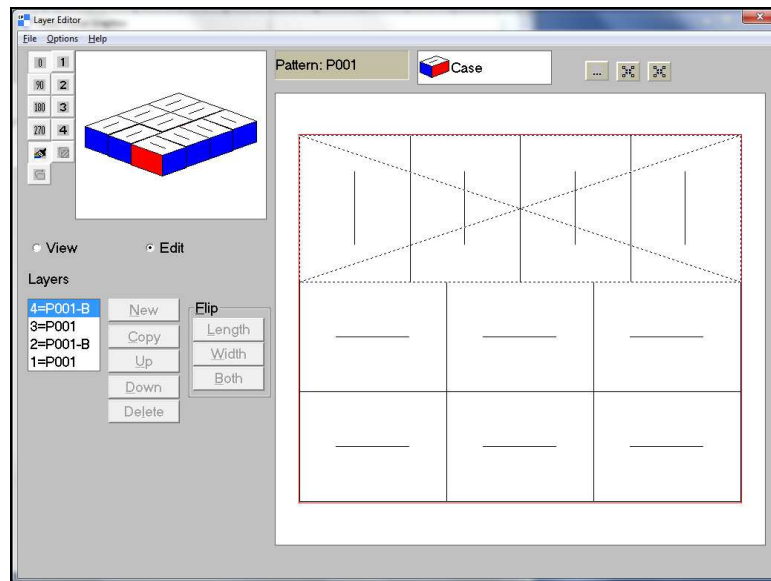 Layer Editor
File Options Help
0 1
90 2
180 3
270 4
Pattern: P001
Case
...
View Edit
Layers
4=P001-B
3=P001
2=P001-B
1=P001
New
Copy
Up
Down
Delete
Flip
Length
Width
Both